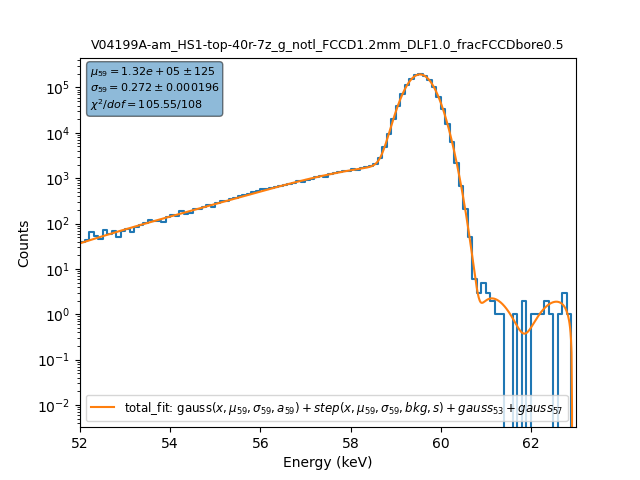 V04199A-am_HS1-top-40r-7z_g_notl_FCCD1.2mm_DLF1.0_fracFCCDbore0.5
μ₅₉ = 1.32e + 05 ± 125
σ₅₉ = 0.272 ± 0.000196
χ²/dof = 105.55/108
10⁵
10⁴
10³
10²
10¹
10⁰
10⁻¹
10⁻²
Counts
total_fit: gauss(x, μ₅₉, σ₅₉, a₅₉) + step(x, μ₅₉, σ₅₉, bkg, s) + gauss₅₃ + gauss₅₇
52 54 56 58 60 62
Energy (keV)